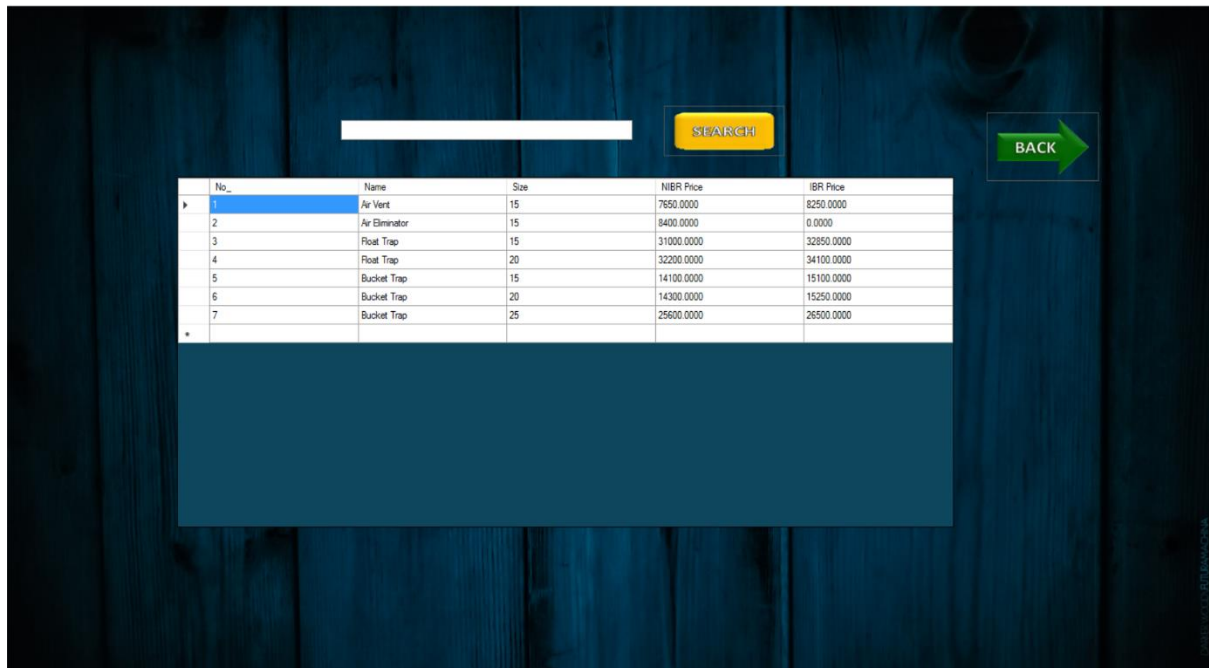 SEARCH
BACK
No_ Name Size NIBR Price IBR Price
1 Air Vent 15 7650.0000 8250.0000
2 Air Eliminator 15 8400.0000 0.0000
3 Float Trap 15 31000.0000 32850.0000
4 Float Trap 20 32200.0000 34100.0000
5 Bucket Trap 15 14100.0000 15100.0000
6 Bucket Trap 20 14300.0000 15250.0000
7 Bucket Trap 25 25600.0000 26500.0000